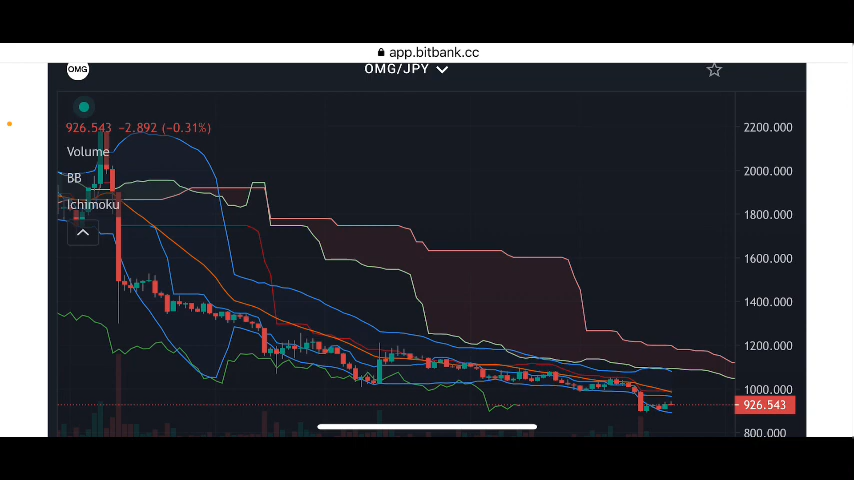 app.bitbank.cc
OMG
OMG/JPY
926.543 −2.892 (−0.31%)
Volume
BB
Ichimoku
2200.000
2000.000
1800.000
1600.000
1400.000
1200.000
1000.000
926.543
800.000